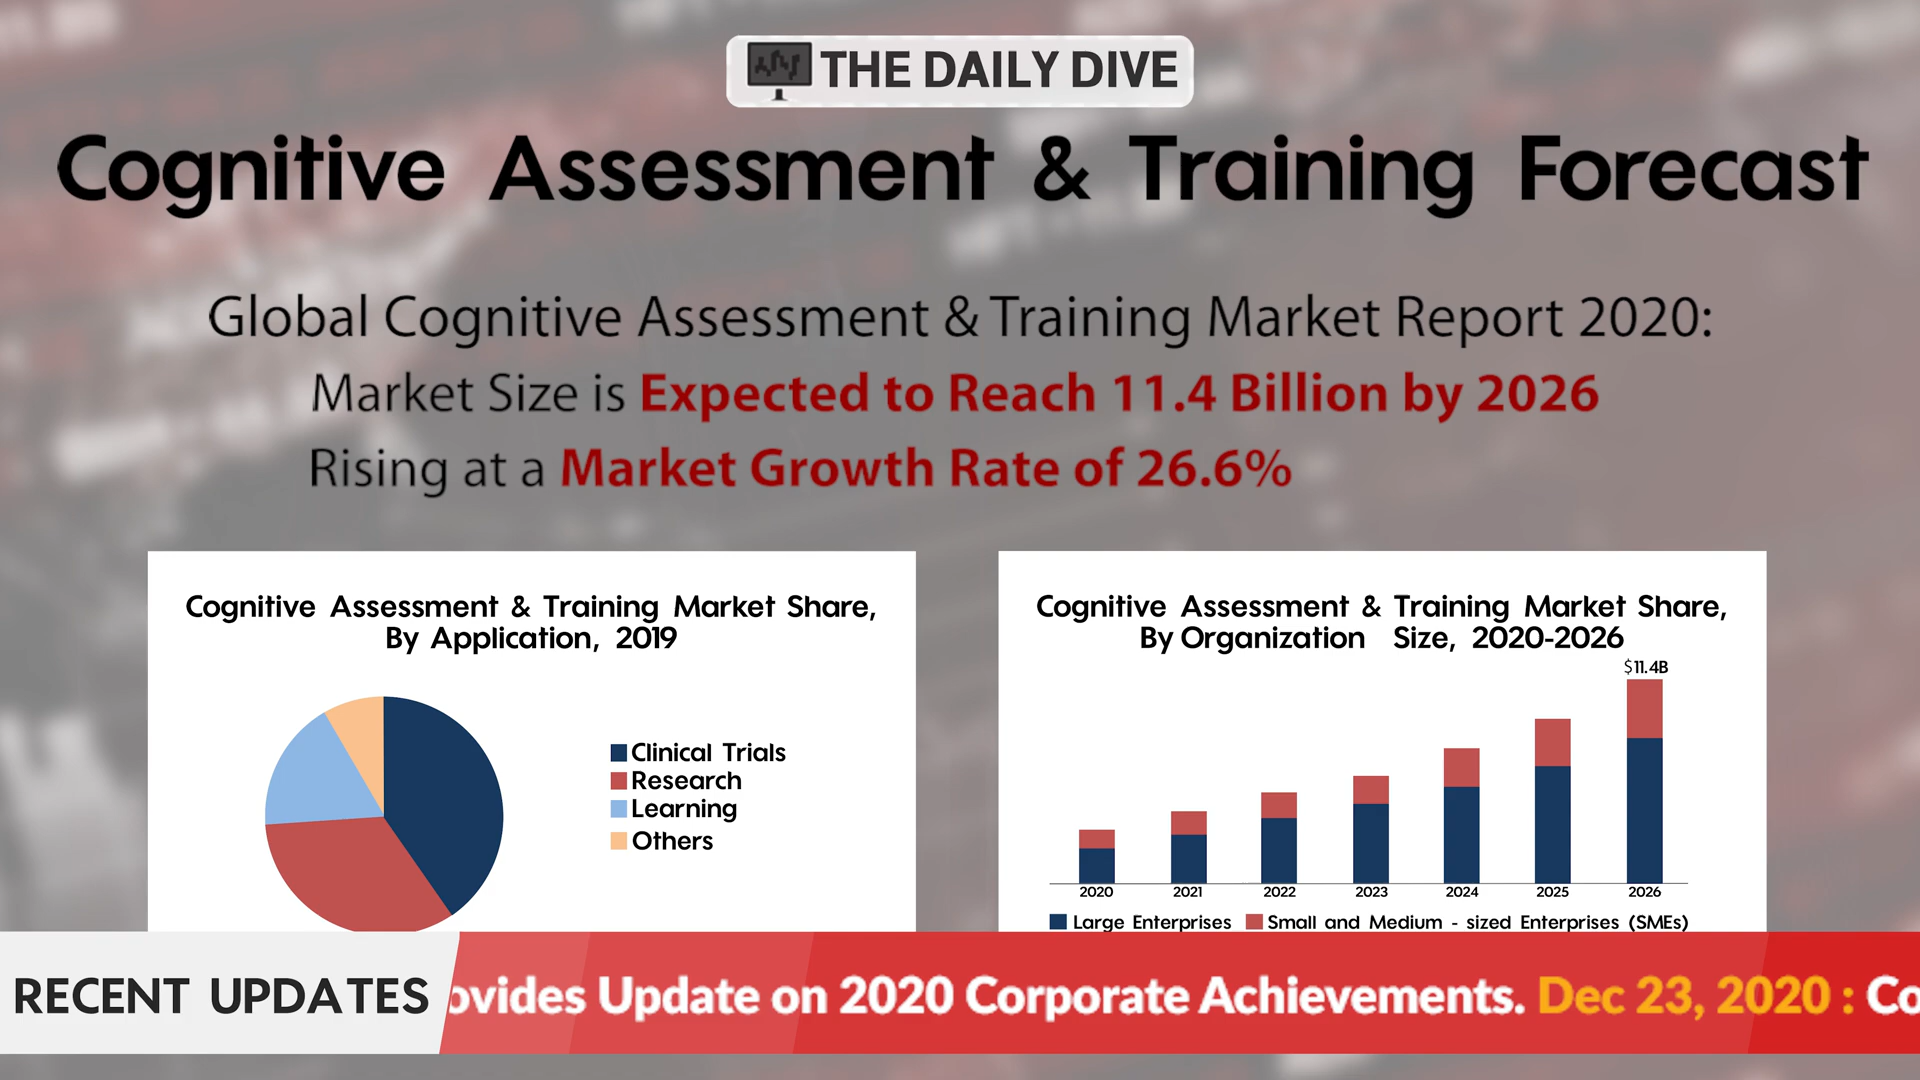 THE DAILY DIVE
Cognitive Assessment & Training Forecast
Global Cognitive Assessment & Training Market Report 2020:
Market Size is Expected to Reach 11.4 Billion by 2026
Rising at a Market Growth Rate of 26.6%
Cognitive Assessment & Training Market Share,
By Application, 2019
Clinical Trials
Research
Learning
Others
Cognitive Assessment & Training Market Share,
By Organization Size, 2020-2026
$11.4B
2020 2021 2022 2023 2024 2025 2026
Large Enterprises Small and Medium - sized Enterprises (SMEs)
RECENT UPDATES
ovides Update on 2020 Corporate Achievements. Dec 23, 2020 : Co